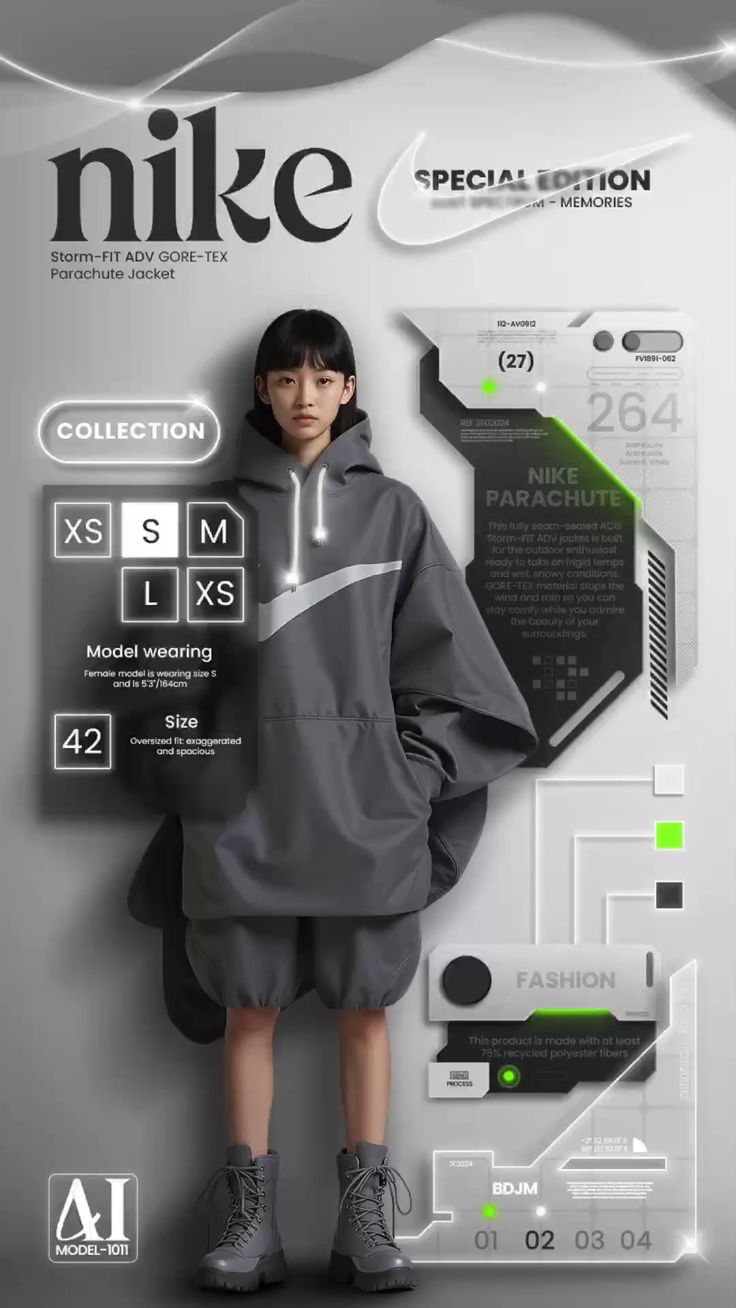 nike
Storm-FIT ADV GORE-TEX
Parachute Jacket
SPECIAL EDITION
- MEMORIES
COLLECTION
XS S M
L XS
Model wearing
Female model is wearing size S
and is 5'3"/164cm
42
Size
Oversized fit: exaggerated
and spacious
112-AV0912
(27)
FV1891-062
264
Anthracite
Anthracite
Summit White
REF 3502024
NIKE
PARACHUTE
This fully seam-sealed ACG
Storm-FIT ADV jacket is built
for the outdoor enthusiast
ready to take on frigid temps
and wet, snowy conditions.
GORE-TEX material stops the
wind and rain so you can
stay comfy while you admire
the beauty of your
surroundings.
FASHION
This product is made with at least
75% recycled polyester fibers
PROCESS
X2024
BDJM
01 02 03 04
AI
MODEL-1011